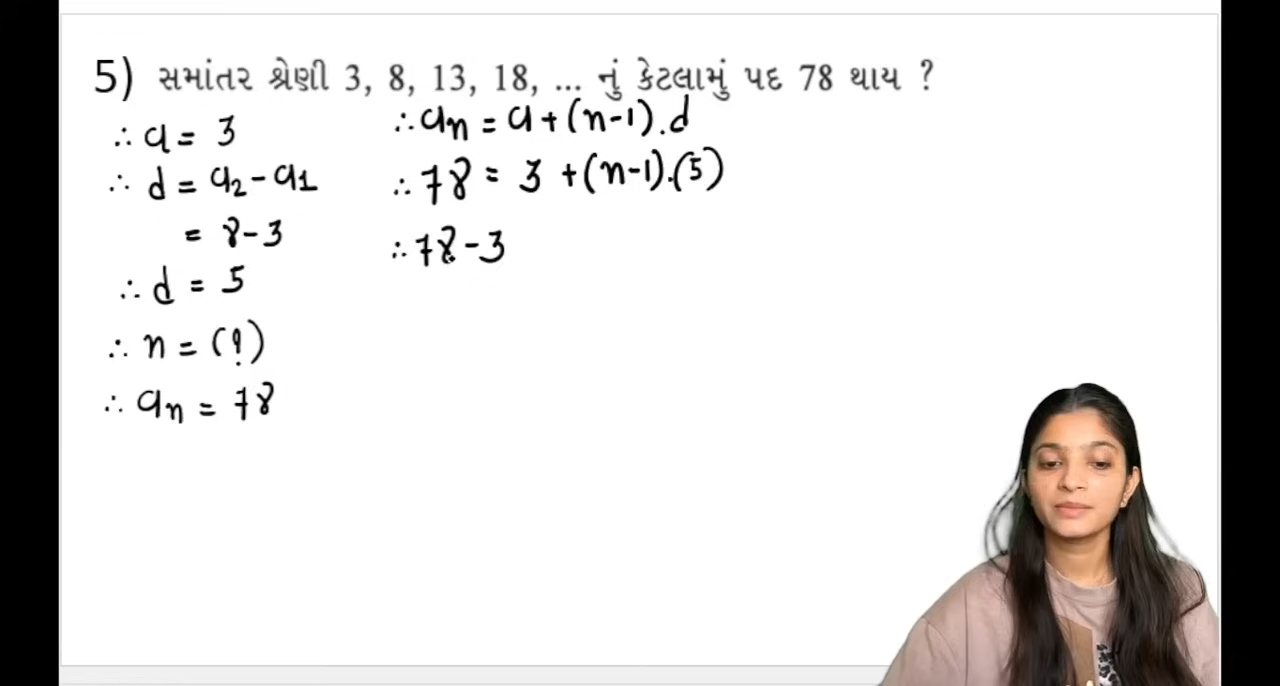 5) સમાંતર શ્રેણી 3, 8, 13, 18, ... નું કેટલામું પદ 78 થાય ?
∴ a = 3
∴ d = a₂ - a₁
= 8 - 3
∴ d = 5
∴ n = (?)
∴ aₙ = 78
∴ aₙ = a + (n-1).d
∴ 78 = 3 + (n-1).(5)
∴ 78 - 3